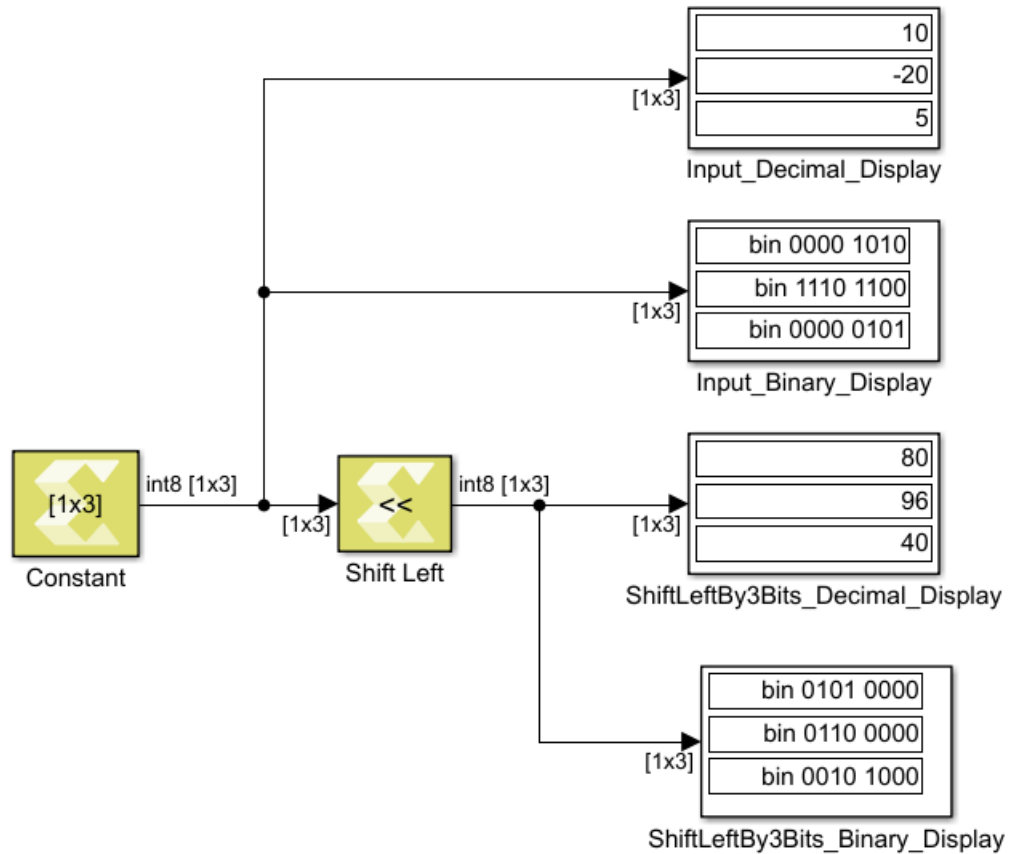 10
-20
5
[1x3]
Input_Decimal_Display
bin 0000 1010
bin 1110 1100
bin 0000 0101
[1x3]
Input_Binary_Display
[1x3]
int8 [1x3]
Constant
[1x3]
<<
int8 [1x3]
Shift Left
80
96
40
[1x3]
ShiftLeftBy3Bits_Decimal_Display
bin 0101 0000
bin 0110 0000
bin 0010 1000
[1x3]
ShiftLeftBy3Bits_Binary_Display